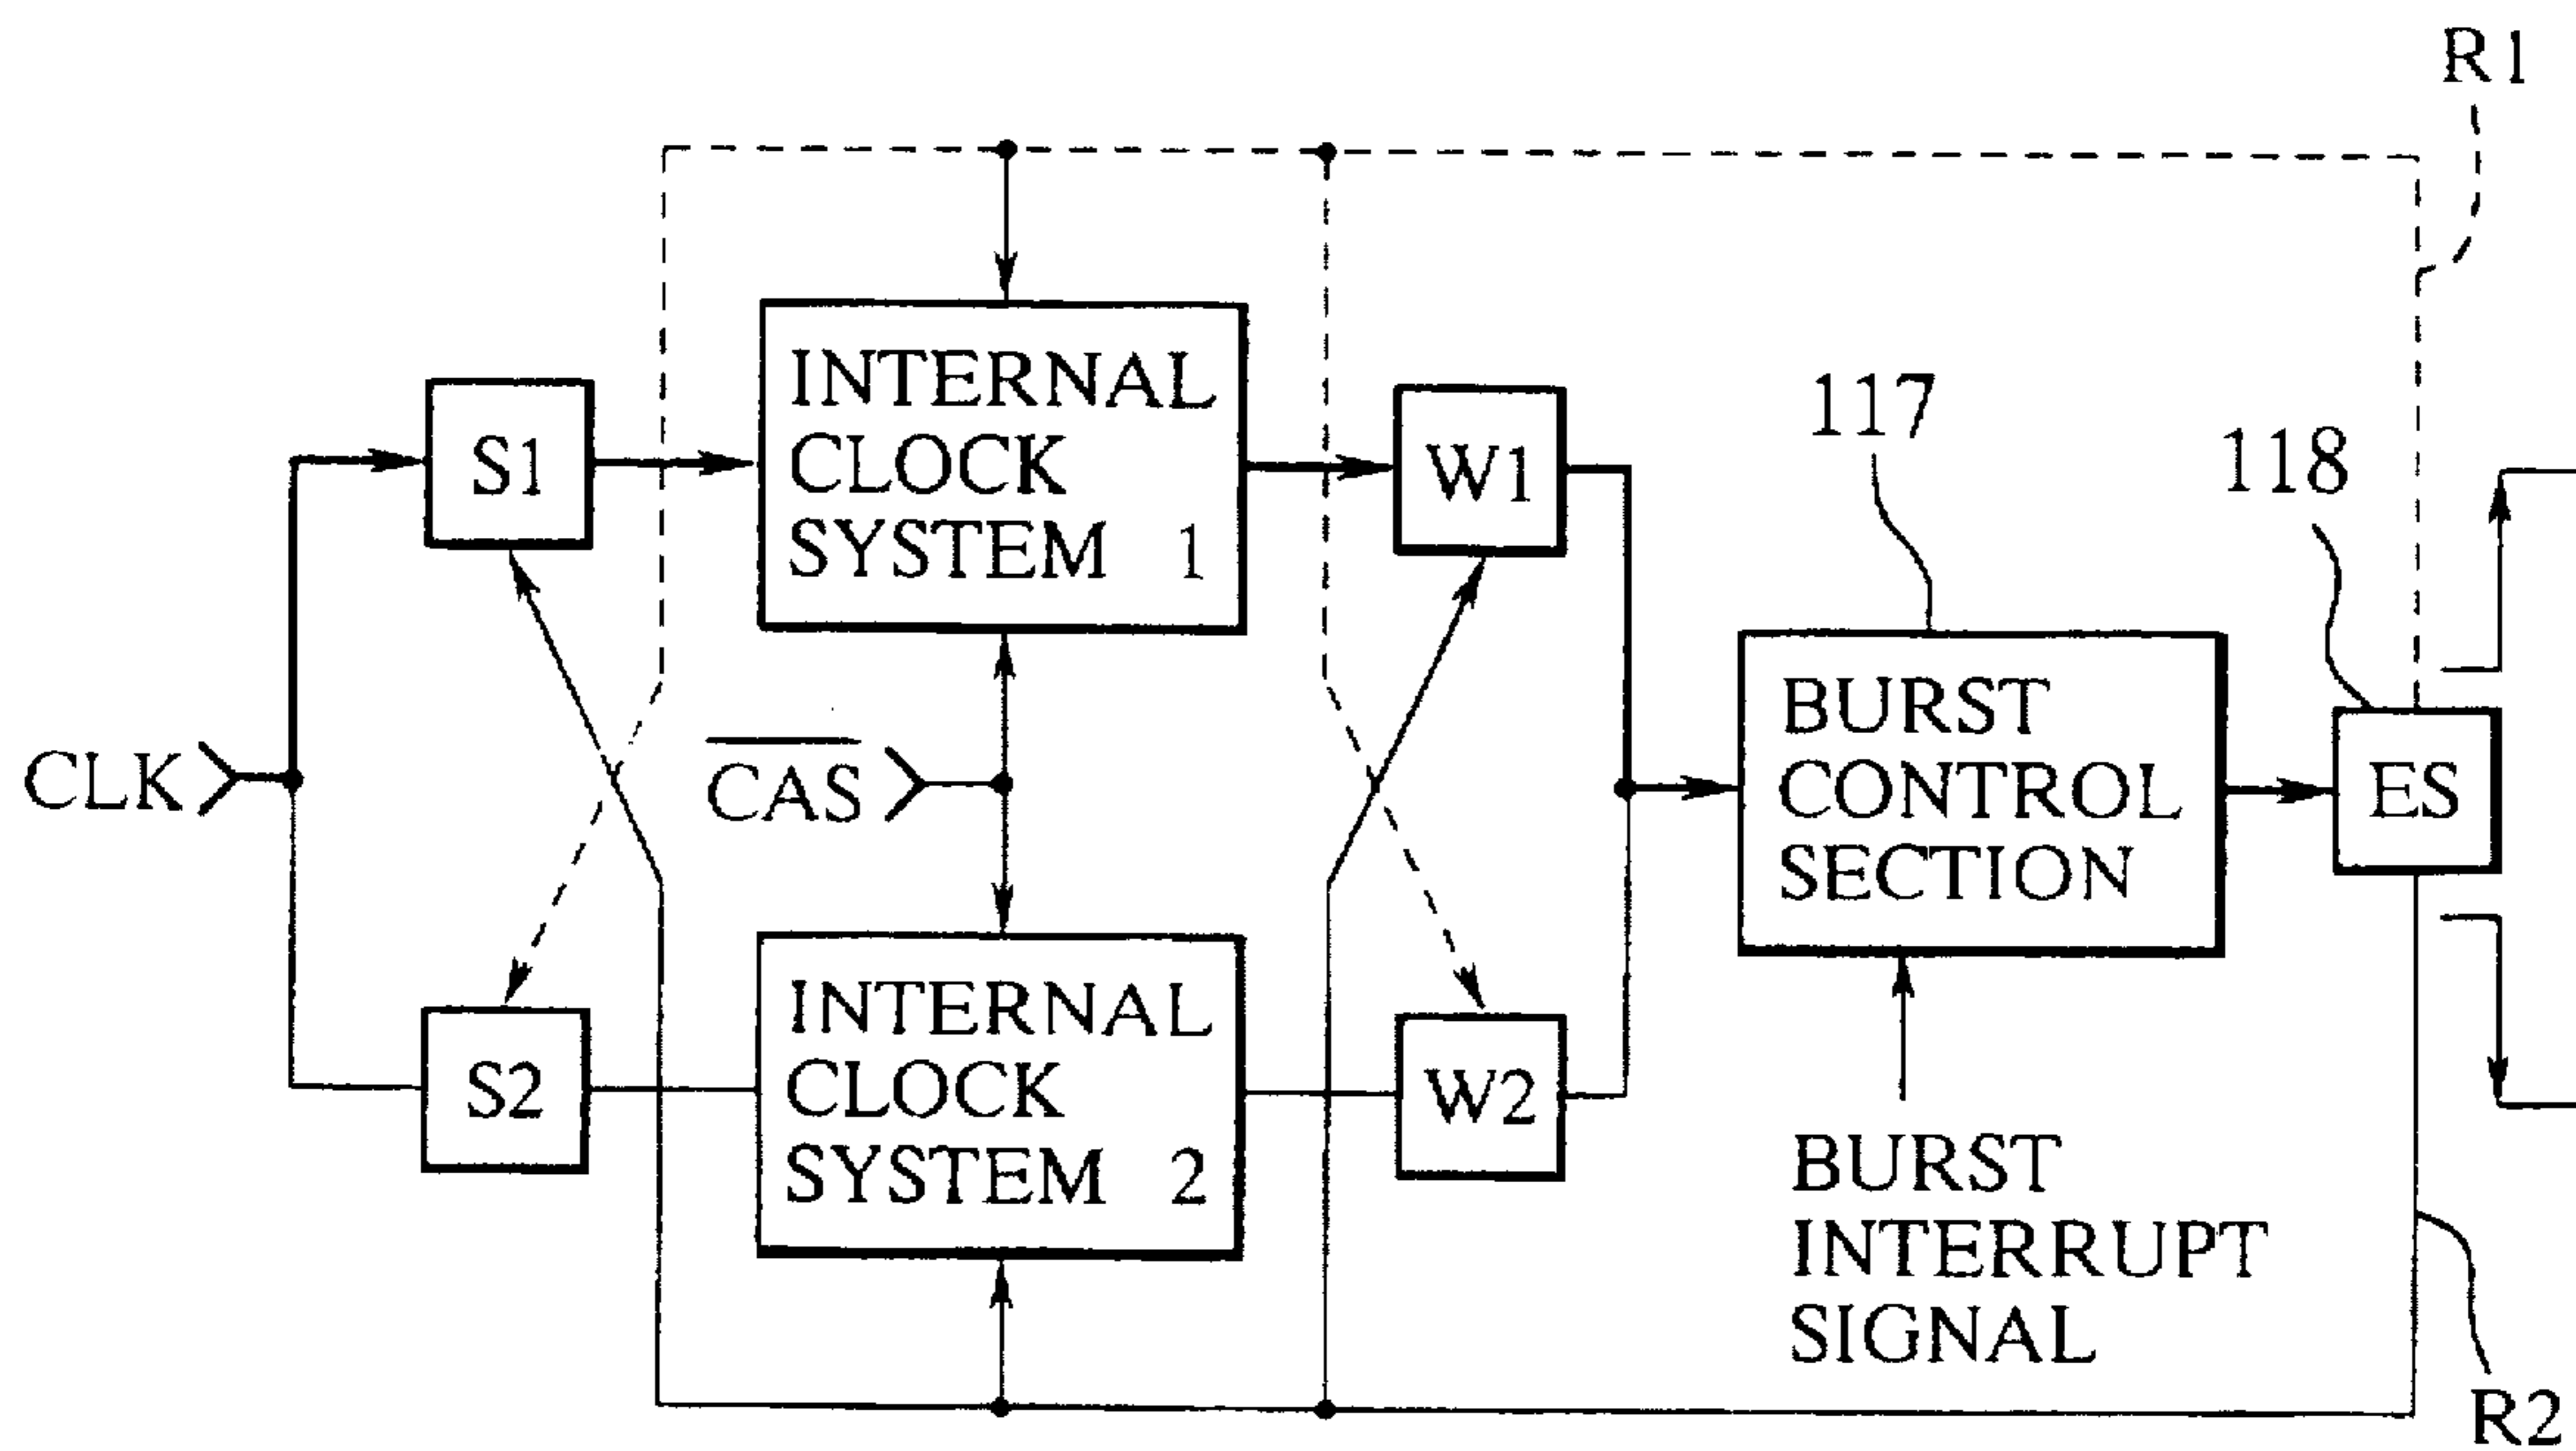 R1
INTERNAL
CLOCK
SYSTEM 1
S1
W1
117
118
CLK
C̅A̅S̅
BURST
CONTROL
SECTION
ES
S2
INTERNAL
CLOCK
SYSTEM 2
W2
BURST
INTERRUPT
SIGNAL
R2